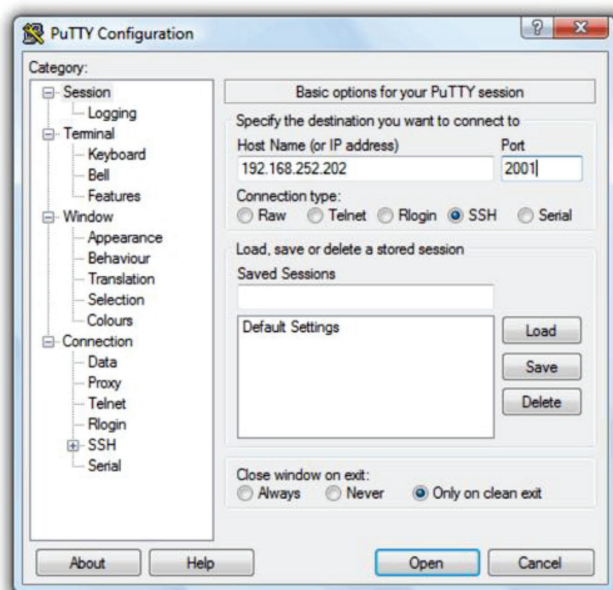 PuTTY Configuration
Category:
Session
Logging
Terminal
Keyboard
Bell
Features
Window
Appearance
Behaviour
Translation
Selection
Colours
Connection
Data
Proxy
Telnet
Rlogin
SSH
Serial
Basic options for your PuTTY session
Specify the destination you want to connect to
Host Name (or IP address) Port
192.168.252.202 2001
Connection type:
Raw Telnet Rlogin SSH Serial
Load, save or delete a stored session
Saved Sessions
Default Settings
Load
Save
Delete
Close window on exit:
Always Never Only on clean exit
About Help Open Cancel